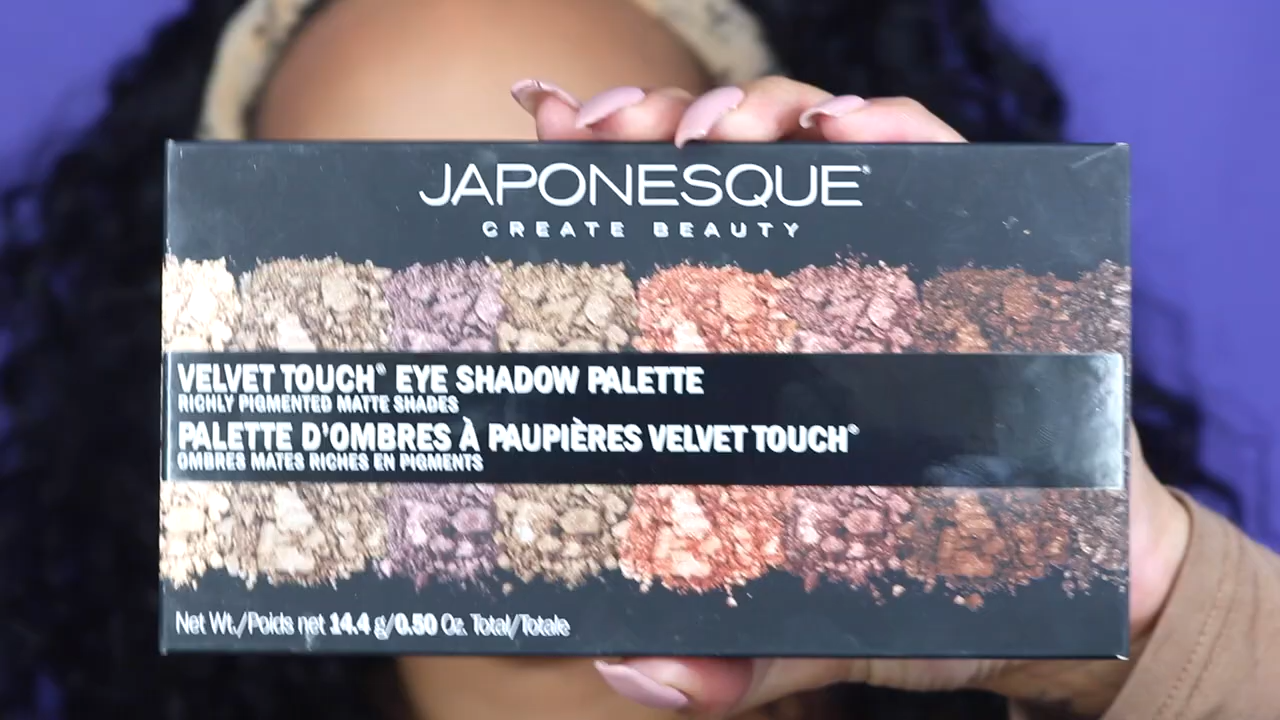 JAPONESQUE®
CREATE BEAUTY
VELVET TOUCH® EYE SHADOW PALETTE
RICHLY PIGMENTED MATTE SHADES
PALETTE D'OMBRES À PAUPIÈRES VELVET TOUCH®
OMBRES MATES RICHES EN PIGMENTS
Net Wt./Poids net 14.4 g/0.50 Oz. Total/Totale